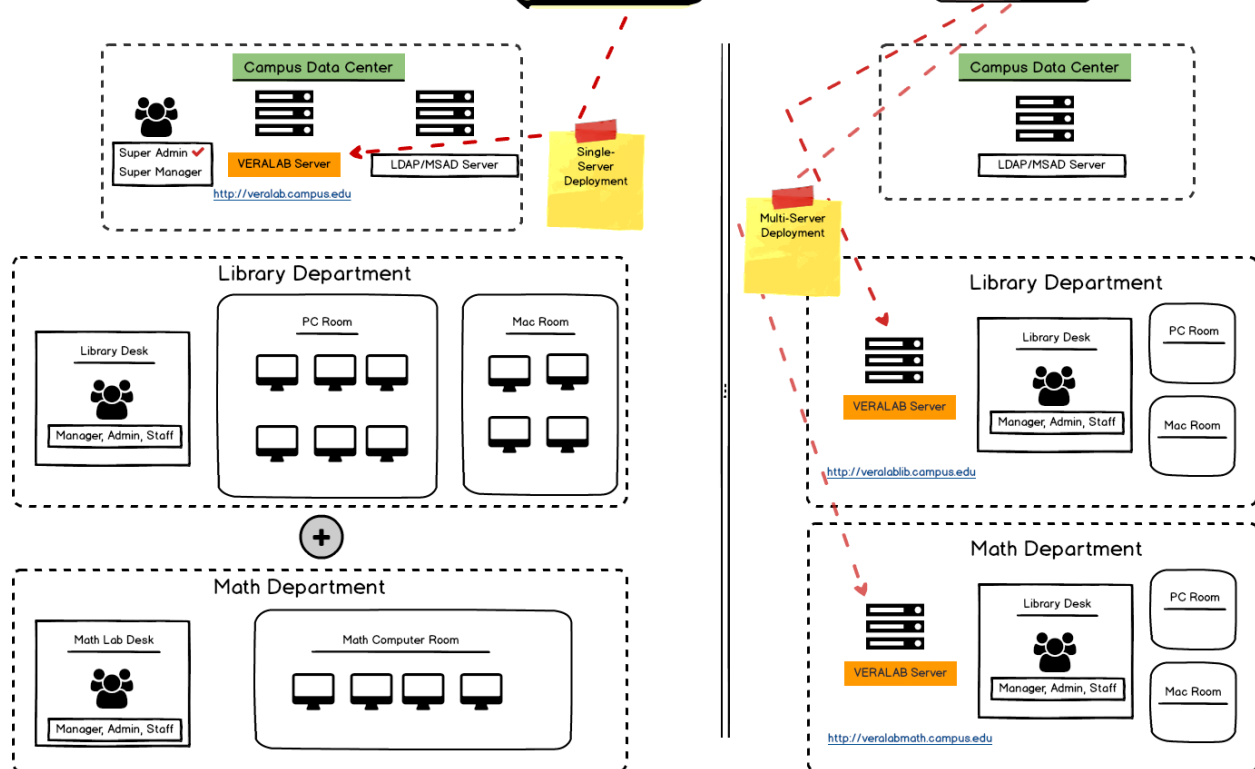 Campus Data Center
Super Admin
Super Manager
VERALAB Server
LDAP/MSAD Server
http://veralab.campus.edu
Single-
Server
Deployment
Library Department
Library Desk
Manager, Admin, Staff
PC Room
Mac Room
+
Math Department
Math Lab Desk
Manager, Admin, Staff
Math Computer Room
Campus Data Center
LDAP/MSAD Server
Multi-Server
Deployment
Library Department
VERALAB Server
http://veralablib.campus.edu
Library Desk
Manager, Admin, Staff
PC Room
Mac Room
Math Department
VERALAB Server
http://veralabmath.campus.edu
Library Desk
Manager, Admin, Staff
PC Room
Mac Room